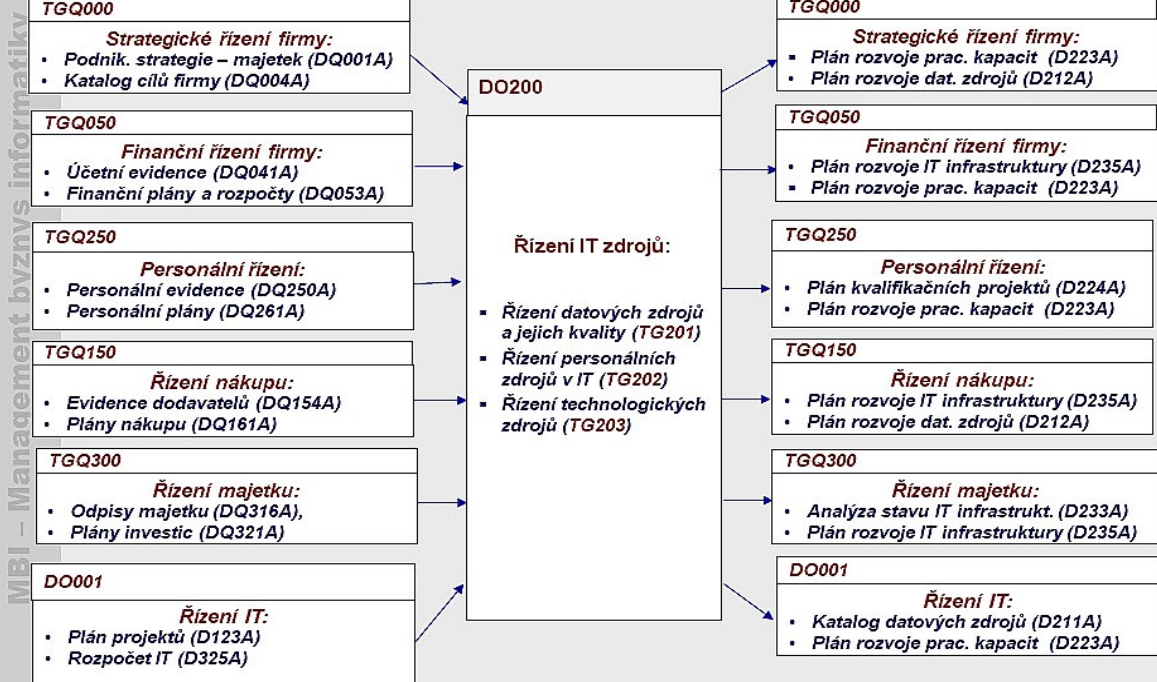 MBI – Management byznys informatiky
TGQ000
Strategické řízení firmy:
• Podnik. strategie – majetek (DQ001A)
• Katalog cílů firmy (DQ004A)
TGQ050
Finanční řízení firmy:
• Účetní evidence (DQ041A)
• Finanční plány a rozpočty (DQ053A)
TGQ250
Personální řízení:
• Personální evidence (DQ250A)
• Personální plány (DQ261A)
TGQ150
Řízení nákupu:
• Evidence dodavatelů (DQ154A)
• Plány nákupu (DQ161A)
TGQ300
Řízení majetku:
• Odpisy majetku (DQ316A),
• Plány investic (DQ321A)
DO001
Řízení IT:
• Plán projektů (D123A)
• Rozpočet IT (D325A)
DO200
Řízení IT zdrojů:
▪ Řízení datových zdrojů
a jejich kvality (TG201)
▪ Řízení personálních
zdrojů v IT (TG202)
▪ Řízení technologických
zdrojů (TG203)
TGQ000
Strategické řízení firmy:
▪ Plán rozvoje prac. kapacit (D223A)
• Plán rozvoje dat. zdrojů (D212A)
TGQ050
Finanční řízení firmy:
▪ Plán rozvoje IT infrastruktury (D235A)
▪ Plán rozvoje prac. kapacit (D223A)
TGQ250
Personální řízení:
• Plán kvalifikačních projektů (D224A)
• Plán rozvoje prac. kapacit (D223A)
TGQ150
Řízení nákupu:
• Plán rozvoje IT infrastruktury (D235A)
• Plán rozvoje dat. zdrojů (D212A)
TGQ300
Řízení majetku:
• Analýza stavu IT infrastrukt. (D233A)
• Plán rozvoje IT infrastruktury (D235A)
DO001
Řízení IT:
• Katalog datových zdrojů (D211A)
• Plán rozvoje prac. kapacit (D223A)